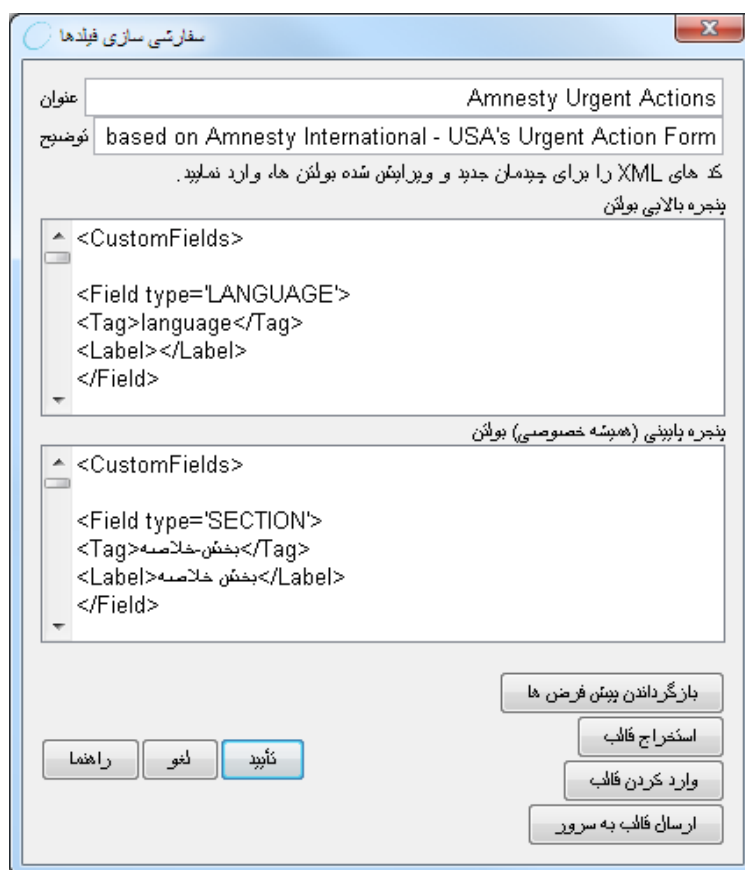 سفارشی سازی فیلدها
عنوان Amnesty Urgent Actions
توضیح based on Amnesty International - USA's Urgent Action Form
کد های XML را برای چیدمان جدید و ویرایش شده بولتن ها، وارد نمایید.
پنجره بالایی بولتن
<CustomFields>
<Field type='LANGUAGE'>
<Tag>language</Tag>
<Label></Label>
</Field>
پنجره پایینی (همیشه خصوصی) بولتن
<CustomFields>
<Field type='SECTION'>
<Tag>بخش-خلاصه</Tag>
<Label>بخش خلاصه</Label>
</Field>
بازگرداندن پیش فرض ها
استخراج قالب
تأیید
لغو
راهنما
وارد کردن قالب
ارسال قالب به سرور